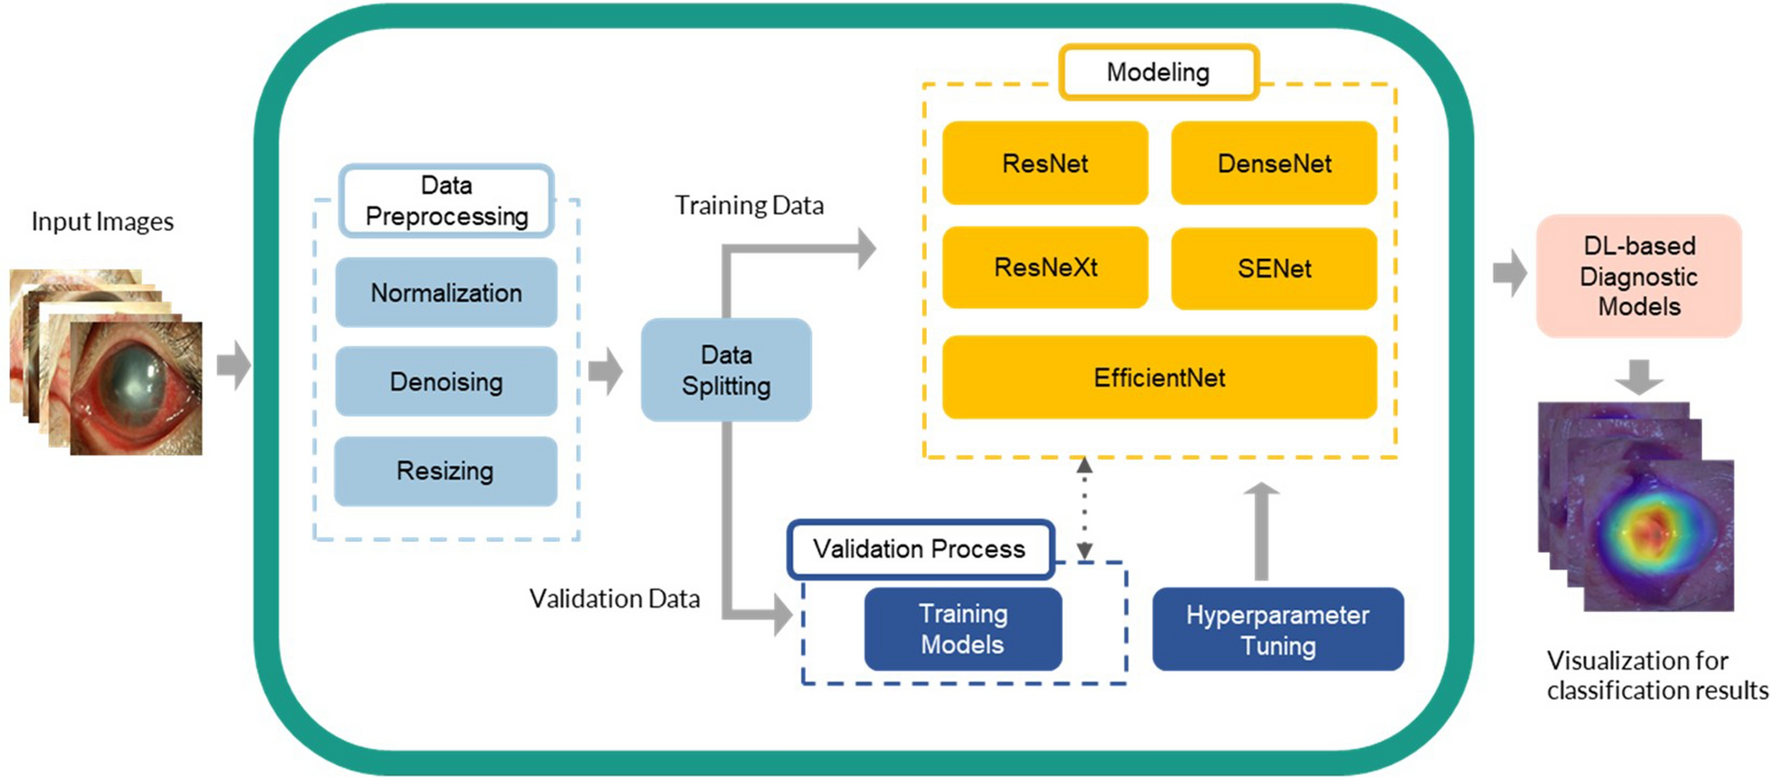 Input Images
Data
Preprocessing
Normalization
Denoising
Resizing
Data
Splitting
Training Data
Validation Data
Modeling
ResNet
DenseNet
ResNeXt
SENet
EfficientNet
Validation Process
Training
Models
Hyperparameter
Tuning
DL-based
Diagnostic
Models
Visualization for
classification results